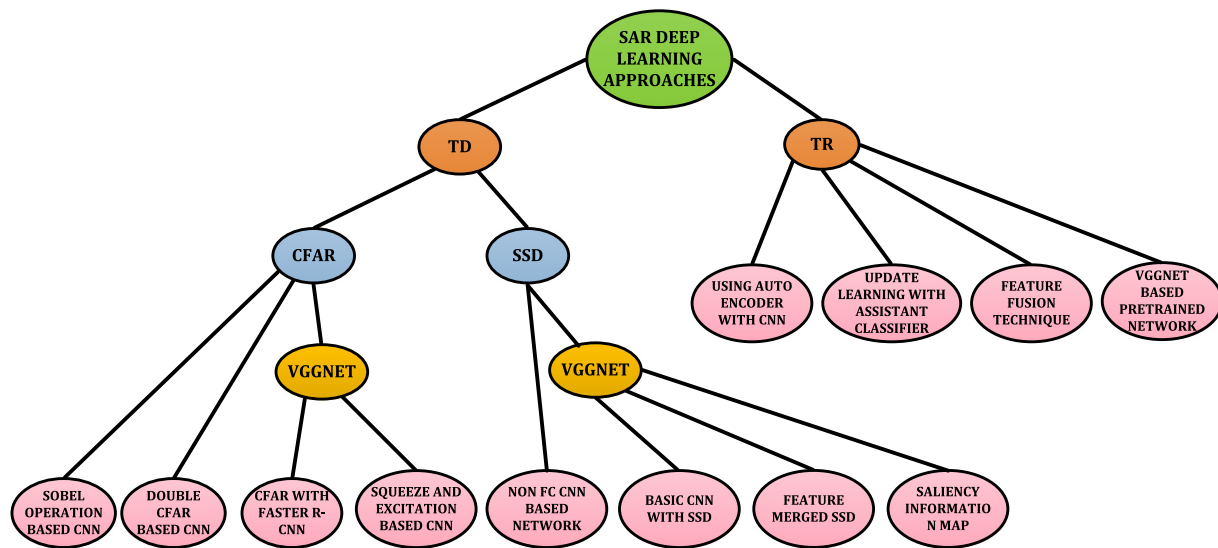 SAR DEEP
LEARNING
APPROACHES
TD
TR
CFAR
SSD
USING AUTO
ENCODER
WITH CNN
UPDATE
LEARNING WITH
ASSISTANT
CLASSIFIER
FEATURE
FUSION
TECHNIQUE
VGGNET
BASED
PRETRAINED
NETWORK
VGGNET
VGGNET
SOBEL
OPERATION
BASED CNN
DOUBLE
CFAR
BASED CNN
CFAR WITH
FASTER R-
CNN
SQUEEZE AND
EXCITATION
BASED CNN
NON FC CNN
BASED
NETWORK
BASIC CNN
WITH SSD
FEATURE
MERGED SSD
SALIENCY
INFORMATIO
N MAP